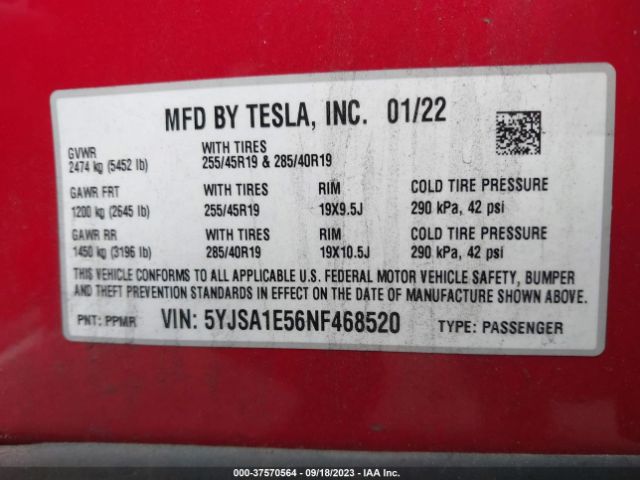 MFD BY TESLA, INC. 01/22
GVWR
2474 kg (5452 lb)
WITH TIRES
255/45R19 & 285/40R19
GAWR FRT
1200 kg (2645 lb)
WITH TIRES
255/45R19
RIM
19X9.5J
COLD TIRE PRESSURE
290 kPa, 42 psi
GAWR RR
1450 kg (3196 lb)
WITH TIRES
285/40R19
RIM
19X10.5J
COLD TIRE PRESSURE
290 kPa, 42 psi
THIS VEHICLE CONFORMS TO ALL APPLICABLE U.S. FEDERAL MOTOR VEHICLE SAFETY, BUMPER
AND THEFT PREVENTION STANDARDS IN EFFECT ON THE DATE OF MANUFACTURE SHOWN ABOVE.
PNT: PPMR VIN: 5YJSA1E56NF468520 TYPE: PASSENGER
000-37570564 - 09/18/2023 - IAA Inc.